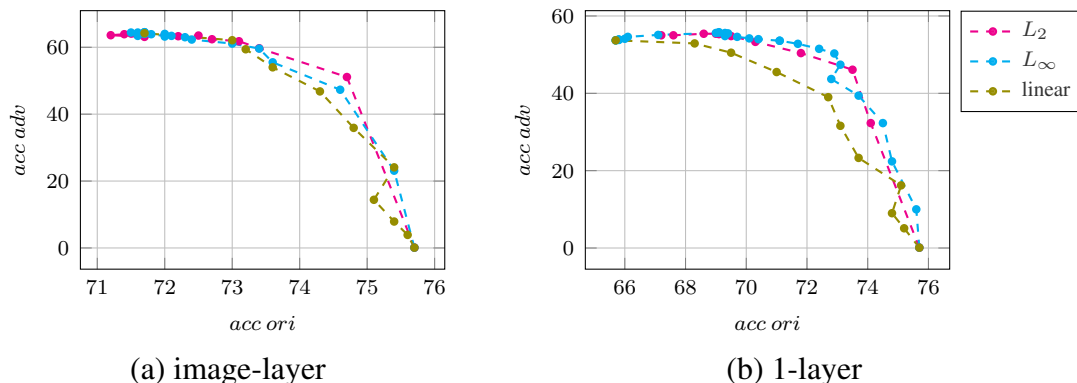 acc adv
60
40
20
0
71 72 73 74 75 76
acc ori
(a) image-layer
acc adv
60
40
20
0
66 68 70 72 74 76
acc ori
(b) 1-layer
L2
L∞
linear